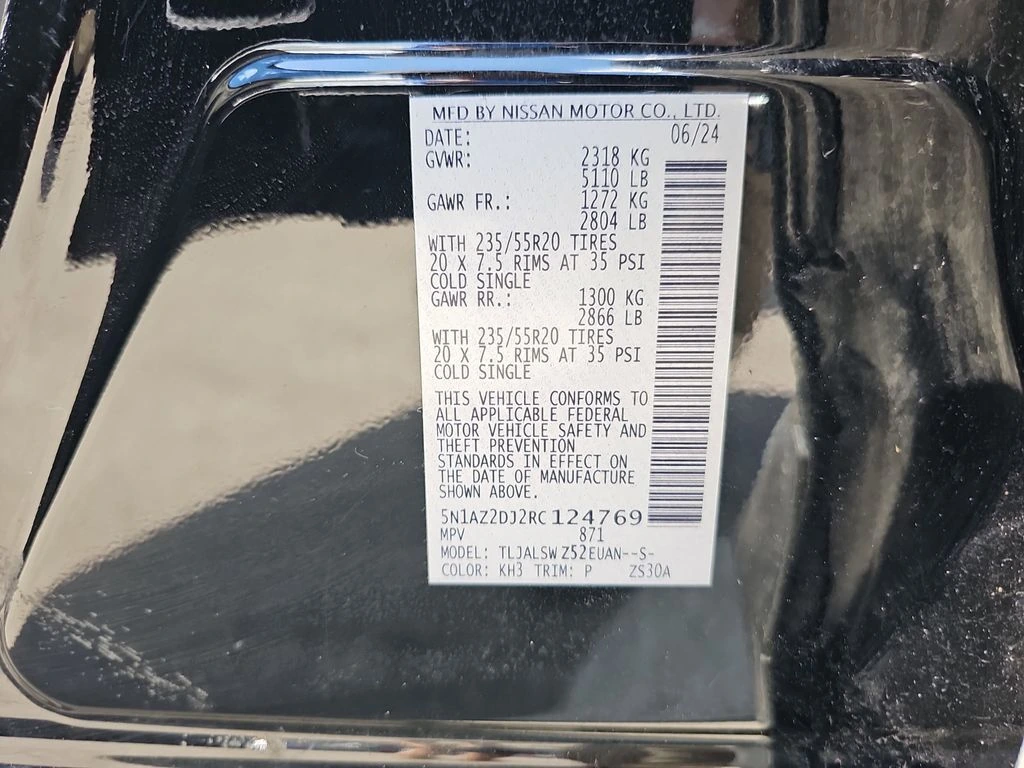 MFD BY NISSAN MOTOR CO., LTD.
DATE: 06/24
GVWR: 2318 KG
5110 LB
GAWR FR.: 1272 KG
2804 LB
WITH 235/55R20 TIRES
20 X 7.5 RIMS AT 35 PSI
COLD SINGLE
GAWR RR.: 1300 KG
2866 LB
WITH 235/55R20 TIRES
20 X 7.5 RIMS AT 35 PSI
COLD SINGLE
THIS VEHICLE CONFORMS TO
ALL APPLICABLE FEDERAL
MOTOR VEHICLE SAFETY AND
THEFT PREVENTION
STANDARDS IN EFFECT ON
THE DATE OF MANUFACTURE
SHOWN ABOVE.
5N1AZ2DJ2RC124769
MPV 871
MODEL: TLJALSW Z52EUAN--S-
COLOR: KH3 TRIM: P ZS30A